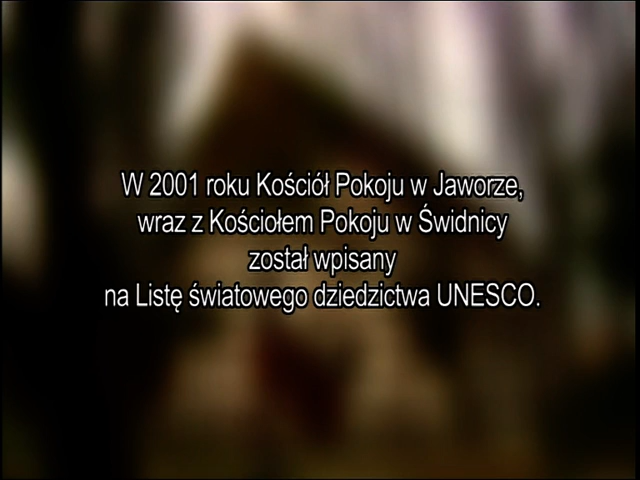 W 2001 roku Kościół Pokoju w Jaworze,
wraz z Kościołem Pokoju w Świdnicy
został wpisany
na Listę światowego dziedzictwa UNESCO.